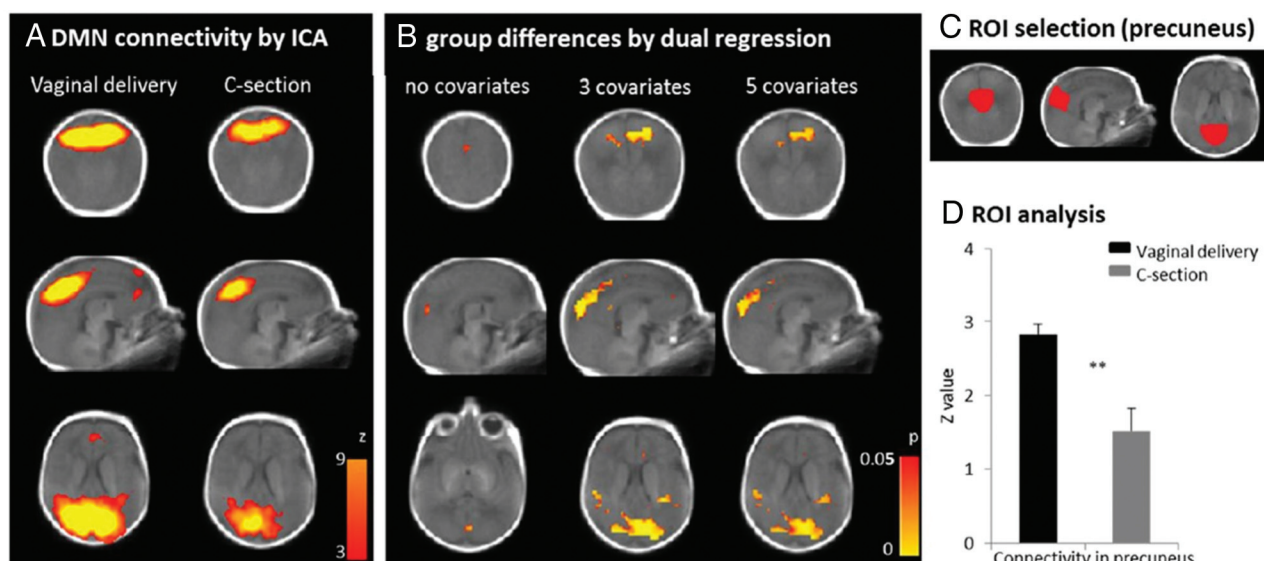 A DMN connectivity by ICA
Vaginal delivery C-section
z
9
3
B group differences by dual regression
no covariates 3 covariates 5 covariates
p
0.05
0
C ROI selection (precuneus)
D ROI analysis
4
3
2
1
0
Z value
Vaginal delivery
C-section
**
Connectivity in precuneus